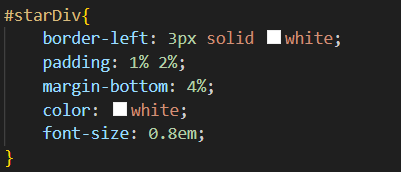 #starDiv{
    border-left: 3px solid white;
    padding: 1% 2%;
    margin-bottom: 4%;
    color: white;
    font-size: 0.8em;
}